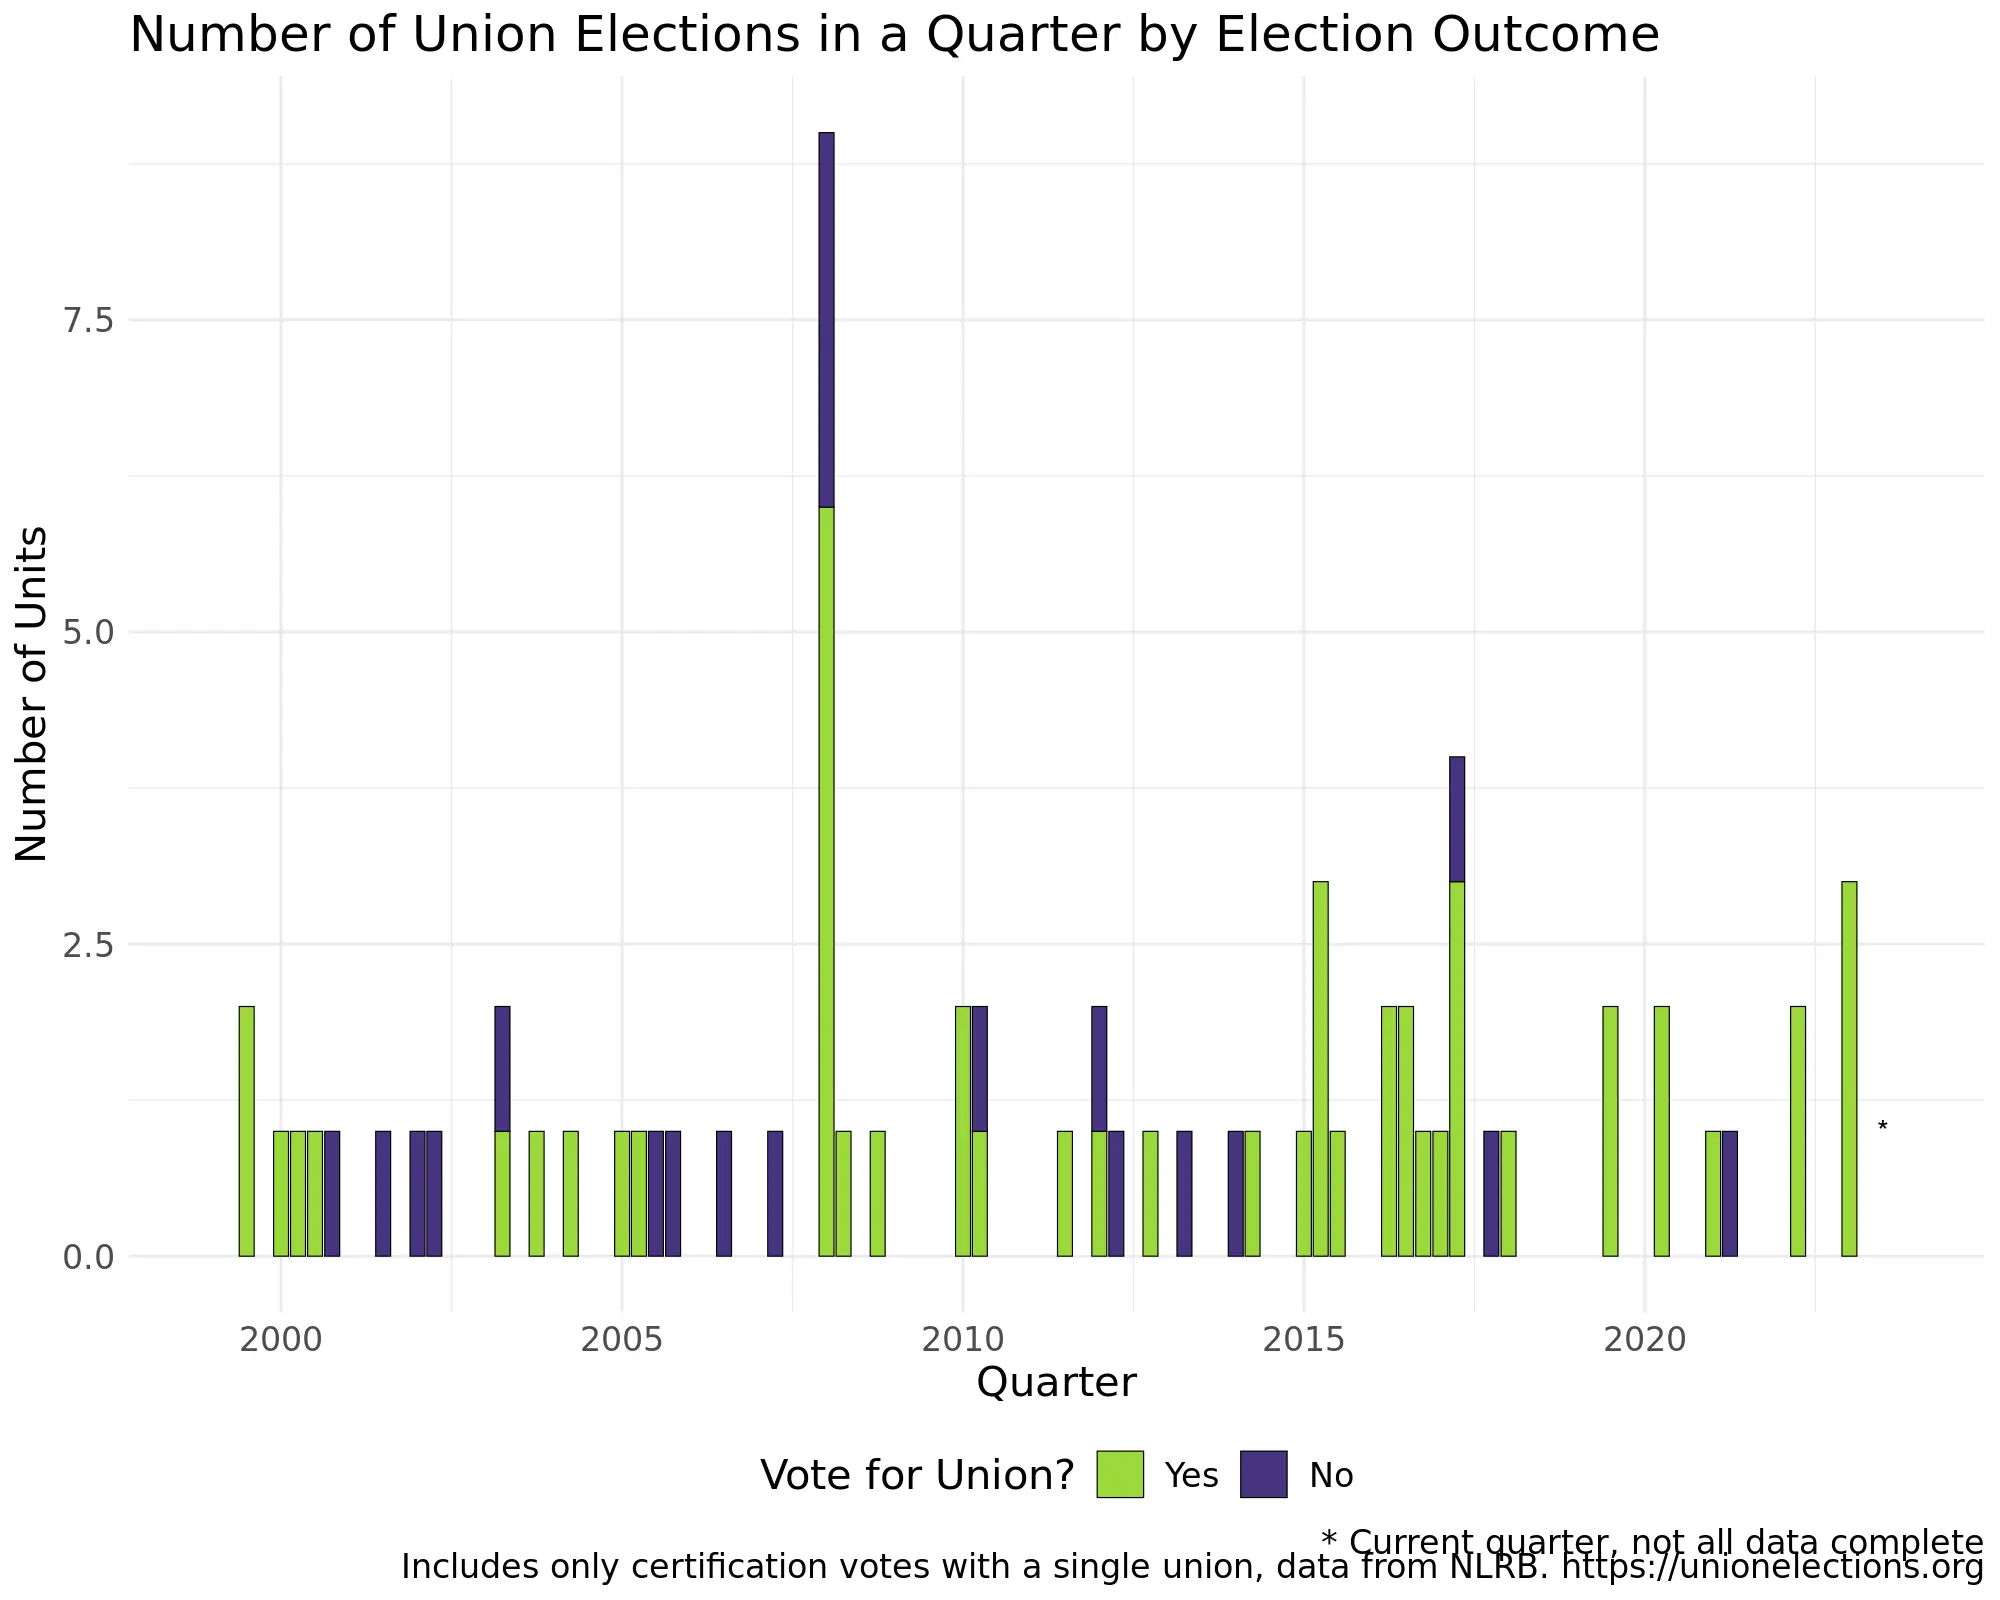 Number of Union Elections in a Quarter by Election Outcome
Number of Units
7.5
5.0
2.5
0.0
*
2000 2005 2010 2015 2020
Quarter
Vote for Union? Yes No
* Current quarter, not all data complete
Includes only certification votes with a single union, data from NLRB. https://unionelections.org